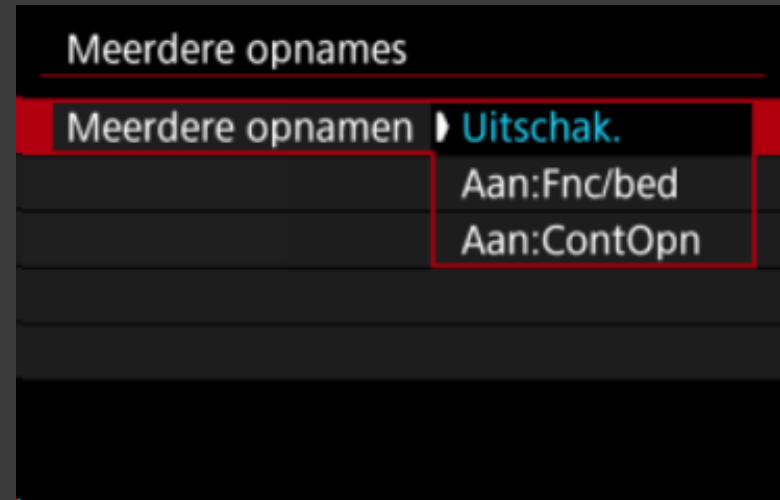 Meerdere opnames
Meerdere opnamen Uitschak.
Aan:Fnc/bed
Aan:ContOpn